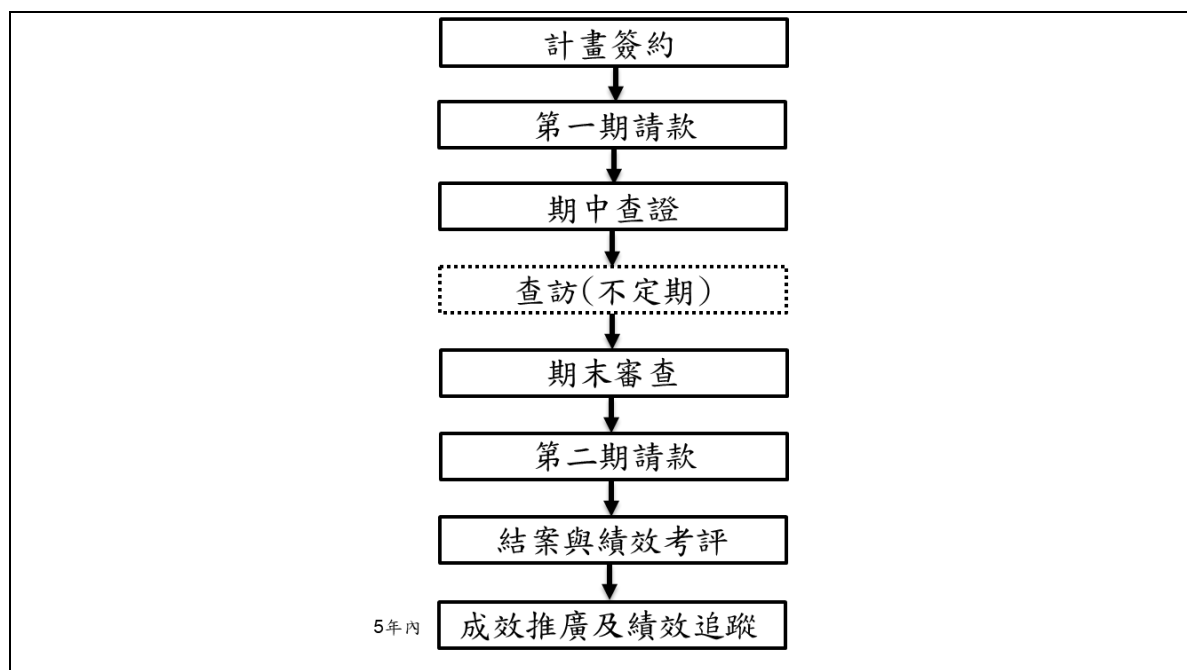 計畫簽約
第一期請款
期中查證
查訪(不定期)
期末審查
第二期請款
結案與績效考評
5年內 成效推廣及績效追蹤